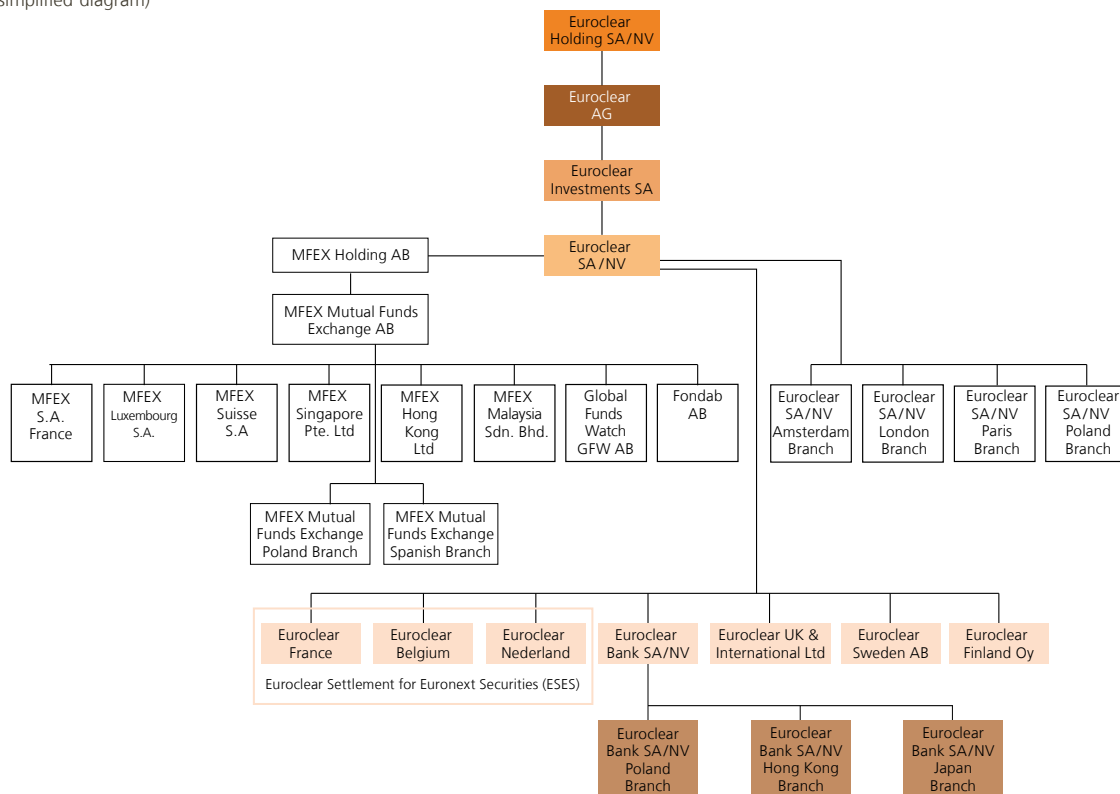 simplified diagram)
Euroclear
Holding SA/NV
Euroclear
AG
Euroclear
Investments SA
Euroclear
SA/NV
MFEX Holding AB
MFEX Mutual Funds
Exchange AB
MFEX
S.A.
France
MFEX
Luxembourg
S.A.
MFEX
Suisse
S.A
MFEX
Singapore
Pte. Ltd
MFEX
Hong
Kong
Ltd
MFEX
Malaysia
Sdn. Bhd.
Global
Funds
Watch
GFW AB
Fondab
AB
Euroclear
SA/NV
Amsterdam
Branch
Euroclear
SA/NV
London
Branch
Euroclear
SA/NV
Paris
Branch
Euroclear
SA/NV
Poland
Branch
MFEX Mutual
Funds Exchange
Poland Branch
MFEX Mutual
Funds Exchange
Spanish Branch
Euroclear
France
Euroclear
Belgium
Euroclear
Nederland
Euroclear
Bank SA/NV
Euroclear UK &
International Ltd
Euroclear
Sweden AB
Euroclear
Finland Oy
Euroclear Settlement for Euronext Securities (ESES)
Euroclear
Bank SA/NV
Poland
Branch
Euroclear
Bank SA/NV
Hong Kong
Branch
Euroclear
Bank SA/NV
Japan
Branch